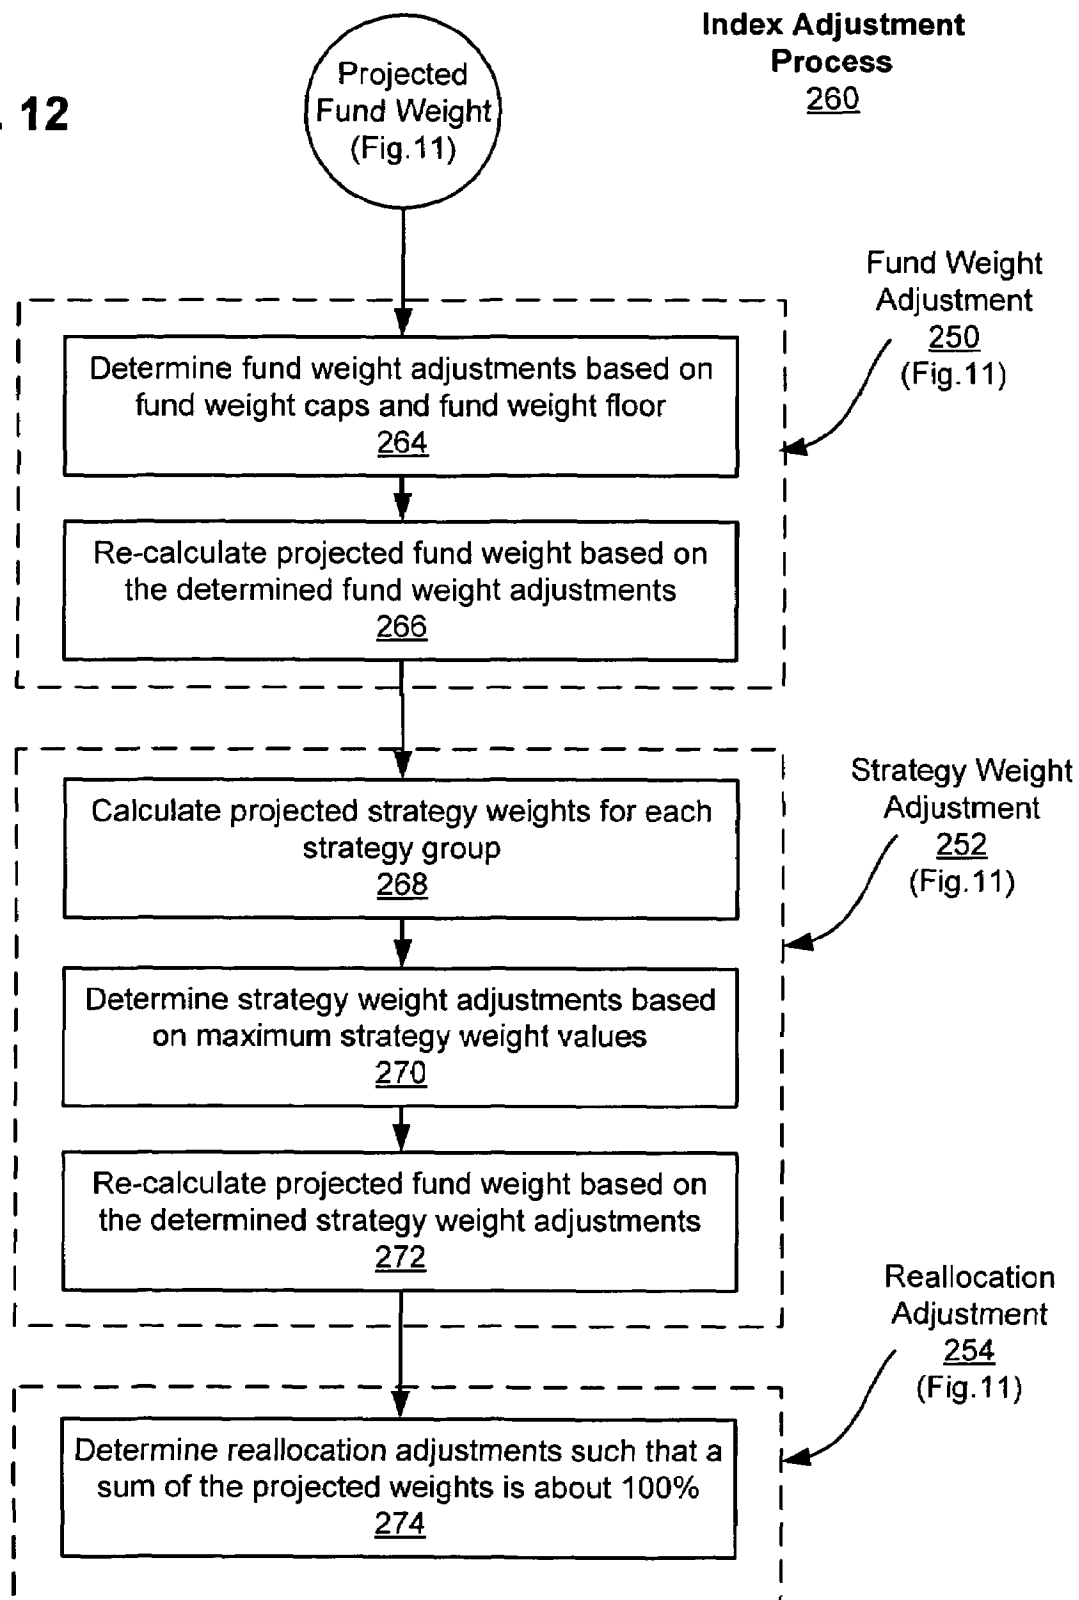 Index Adjustment
Process
260
. 12
Projected
Fund Weight
(Fig.11)
Fund Weight
Adjustment
250
(Fig.11)
Determine fund weight adjustments based on
fund weight caps and fund weight floor
264
Re-calculate projected fund weight based on
the determined fund weight adjustments
266
Strategy Weight
Adjustment
252
(Fig.11)
Calculate projected strategy weights for each
strategy group
268
Determine strategy weight adjustments based
on maximum strategy weight values
270
Re-calculate projected fund weight based on
the determined strategy weight adjustments
272
Reallocation
Adjustment
254
(Fig.11)
Determine reallocation adjustments such that a
sum of the projected weights is about 100%
274